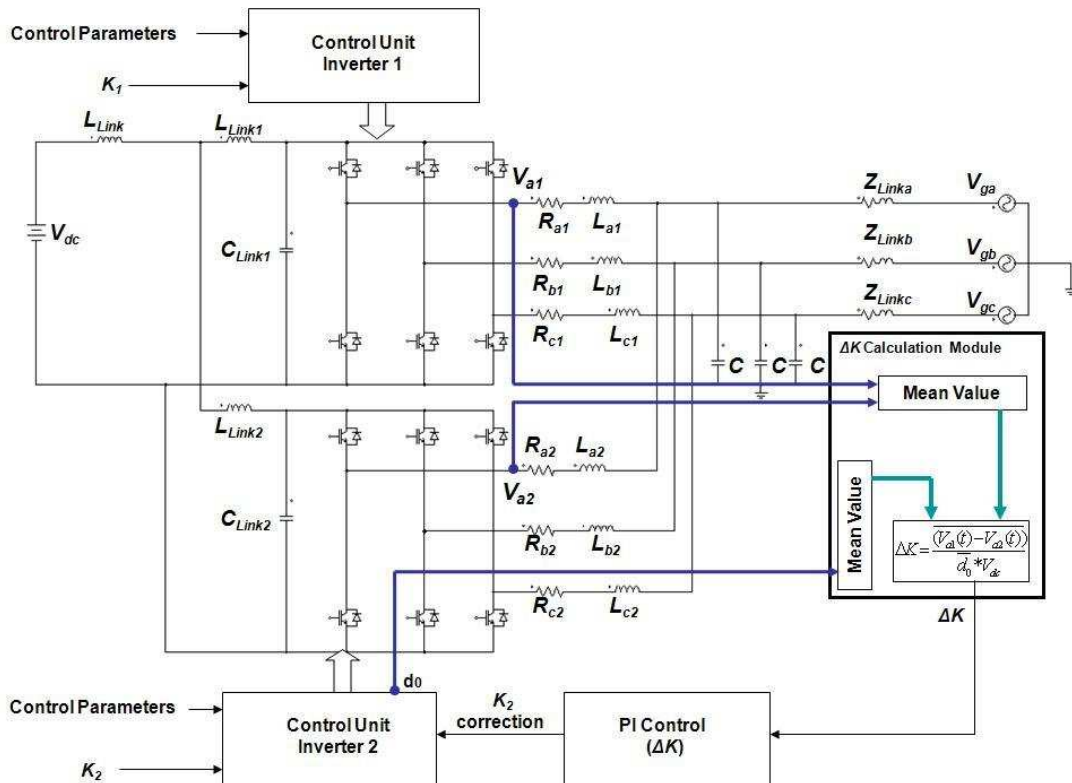 Control Parameters
K1
Control Unit
Inverter 1
LLink
LLink1
Vdc
CLink1
Va1
Ra1
La1
Rb1
Lb1
Rc1
Lc1
ZLinka
Vga
ZLinkb
Vgb
ZLinkc
Vgc
C
C
C
ΔK Calculation Module
Mean Value
Mean Value
ΔK = (Va1(t) − Va2(t)) / d0 * Vdc
LLink2
CLink2
Va2
Ra2
La2
Rb2
Lb2
Rc2
Lc2
ΔK
d0
Control Parameters
K2
Control Unit
Inverter 2
K2
correction
PI Control
(ΔK)